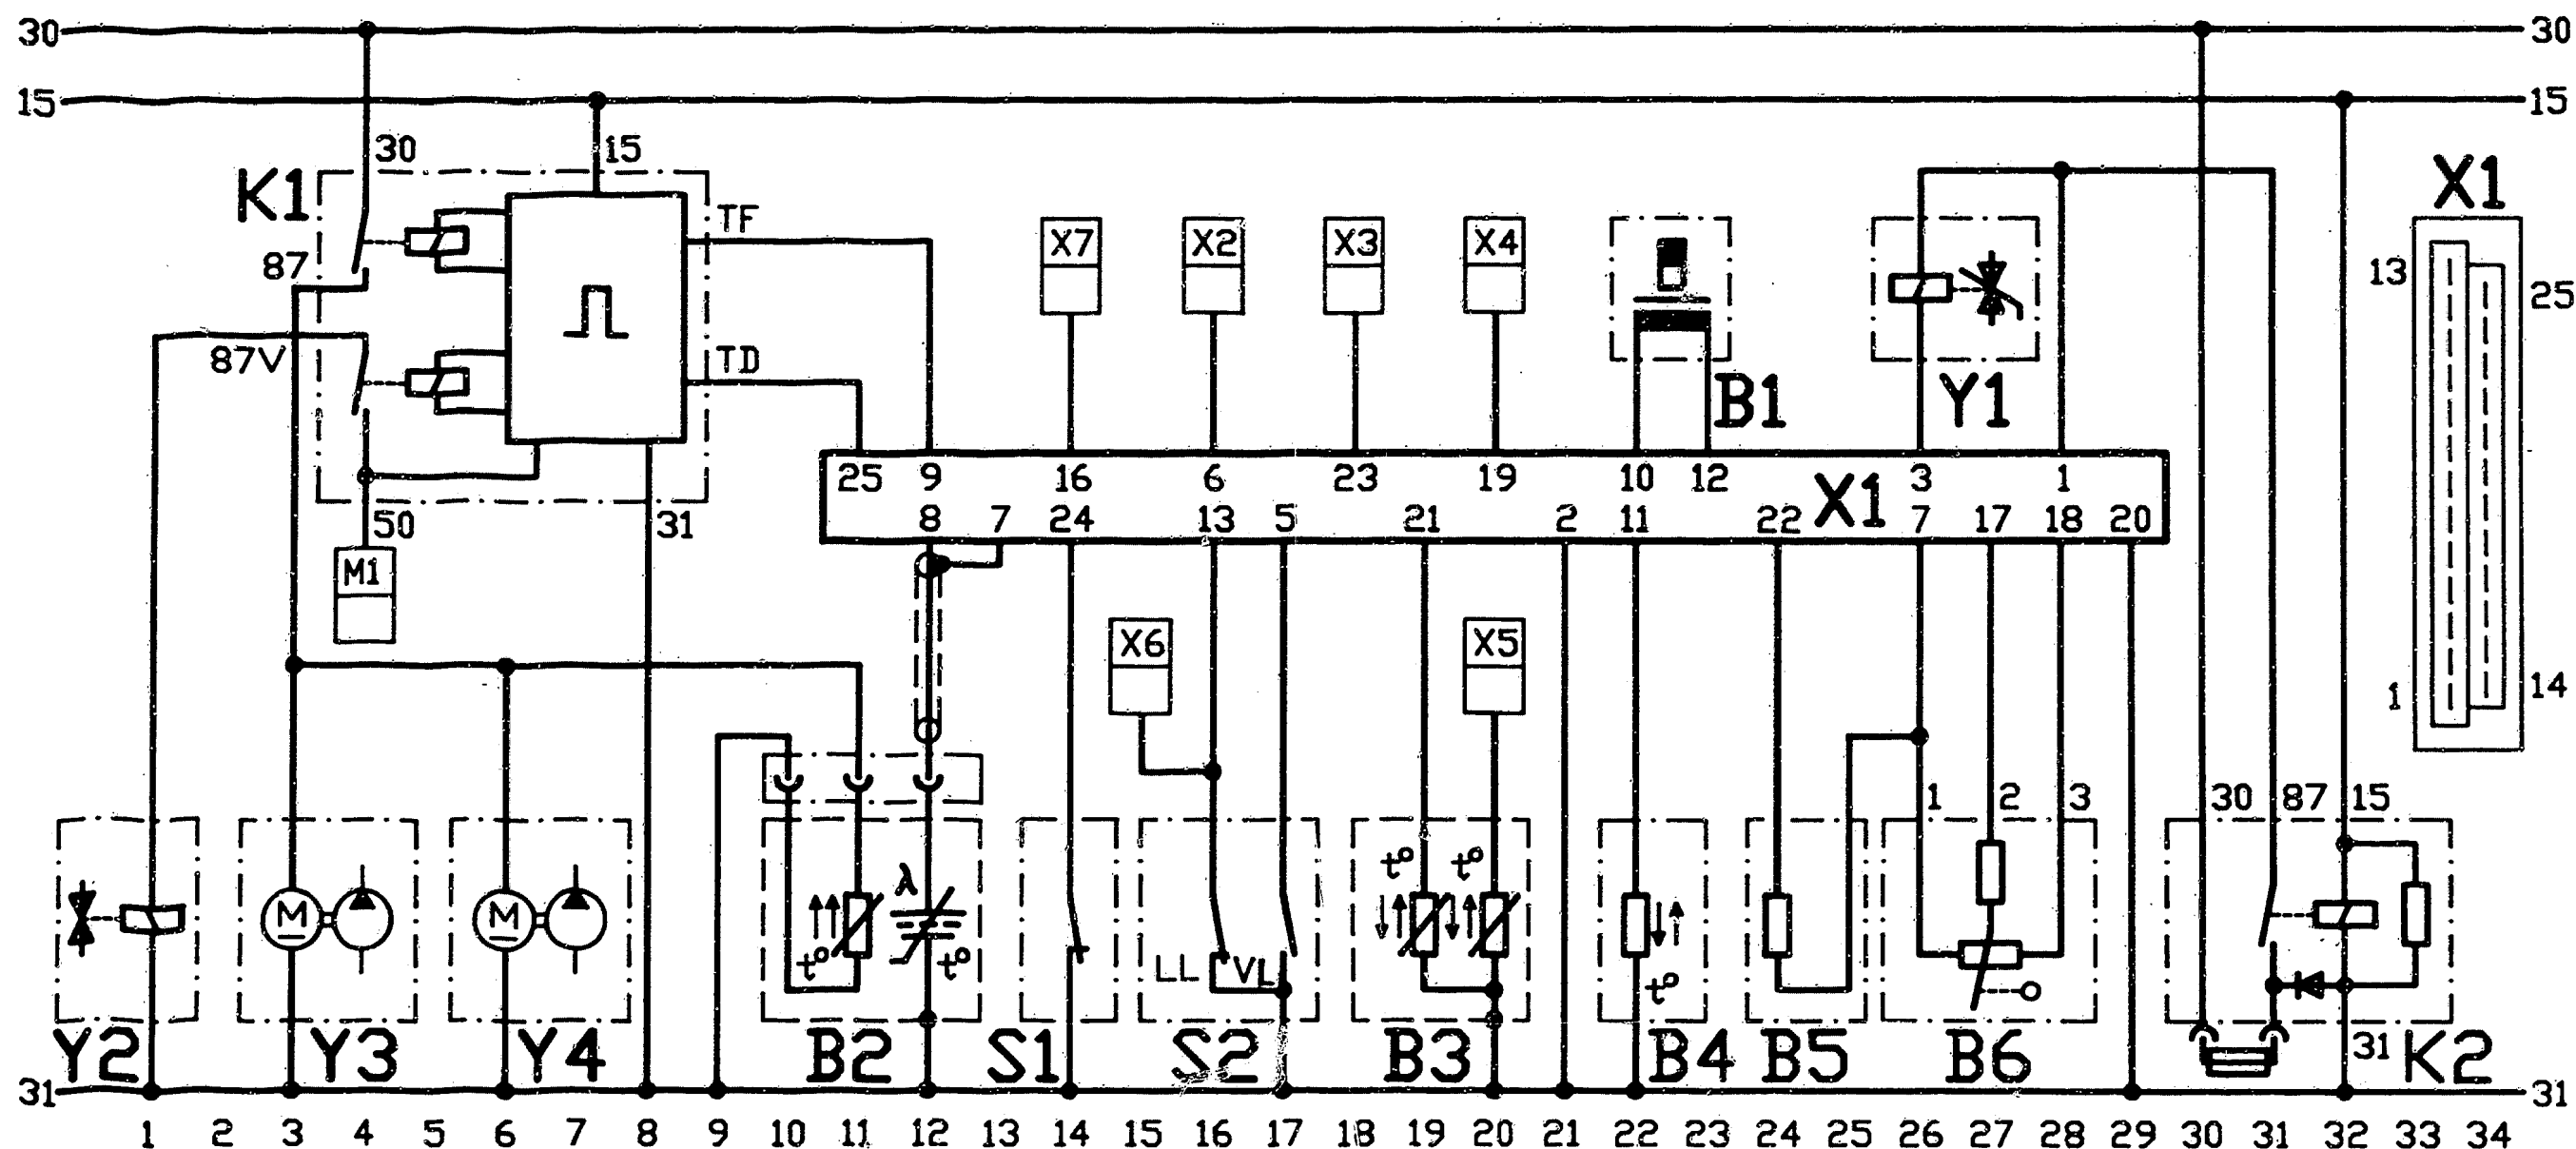 30 30
15 15
30 15
K1 X1
TF
87 X7 X2 X3 X4 13 25
87V TD
B1 Y1
25 9 16 6 23 19 10 12 X1 3 1
8 7 24 13 5 21 2 11 22 7 17 18 20
50 31
M1
X6 X5
1 14
1 2 3 30 87 15
λ t° t°
M M
t° t° LL VL t°
31
Y2 Y3 Y4 B2 S1 S2 B3 B4 B5 B6 K2
31 31
1 2 3 4 5 6 7 8 9 10 11 12 13 14 15 16 17 18 19 20 21 22 23 24 25 26 27 28 29 30 31 32 33 34